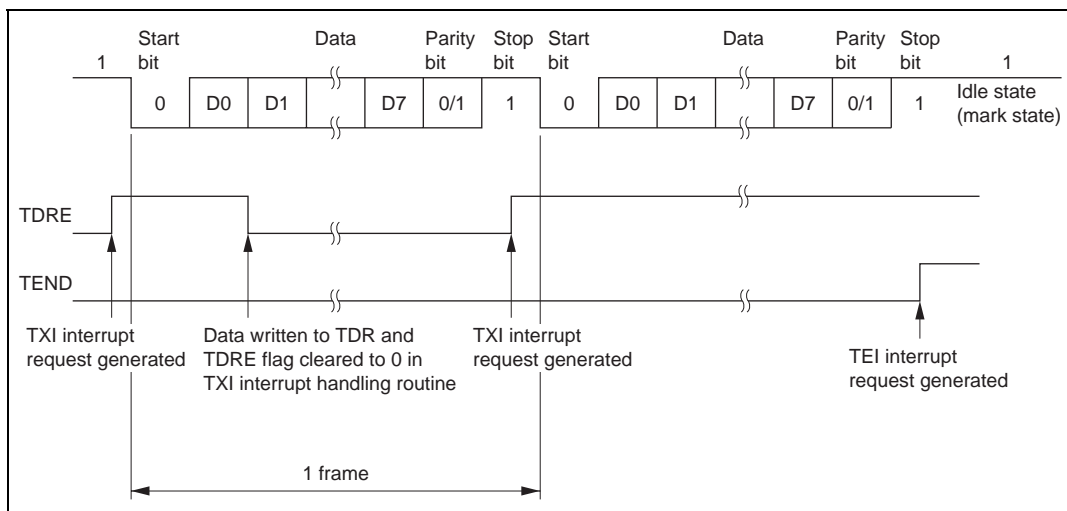 Start bit Data Parity bit Stop bit Start bit Data Parity bit Stop bit
1 1
0 D0 D1 D7 0/1 1 0 D0 D1 D7 0/1 1 Idle state (mark state)
TDRE
TEND
TXI interrupt
request generated
Data written to TDR and
TDRE flag cleared to 0 in
TXI interrupt handling routine
TXI interrupt
request generated
TEI interrupt
request generated
1 frame